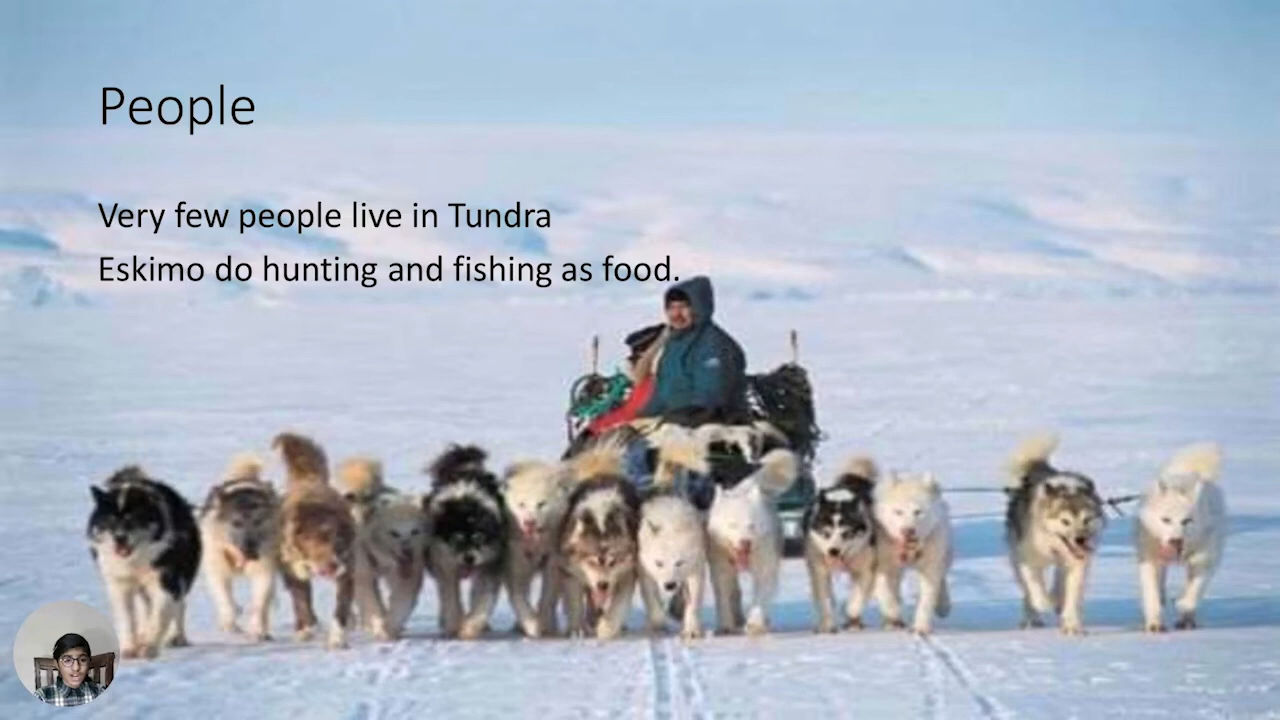 People
Very few people live in Tundra
Eskimo do hunting and fishing as food.